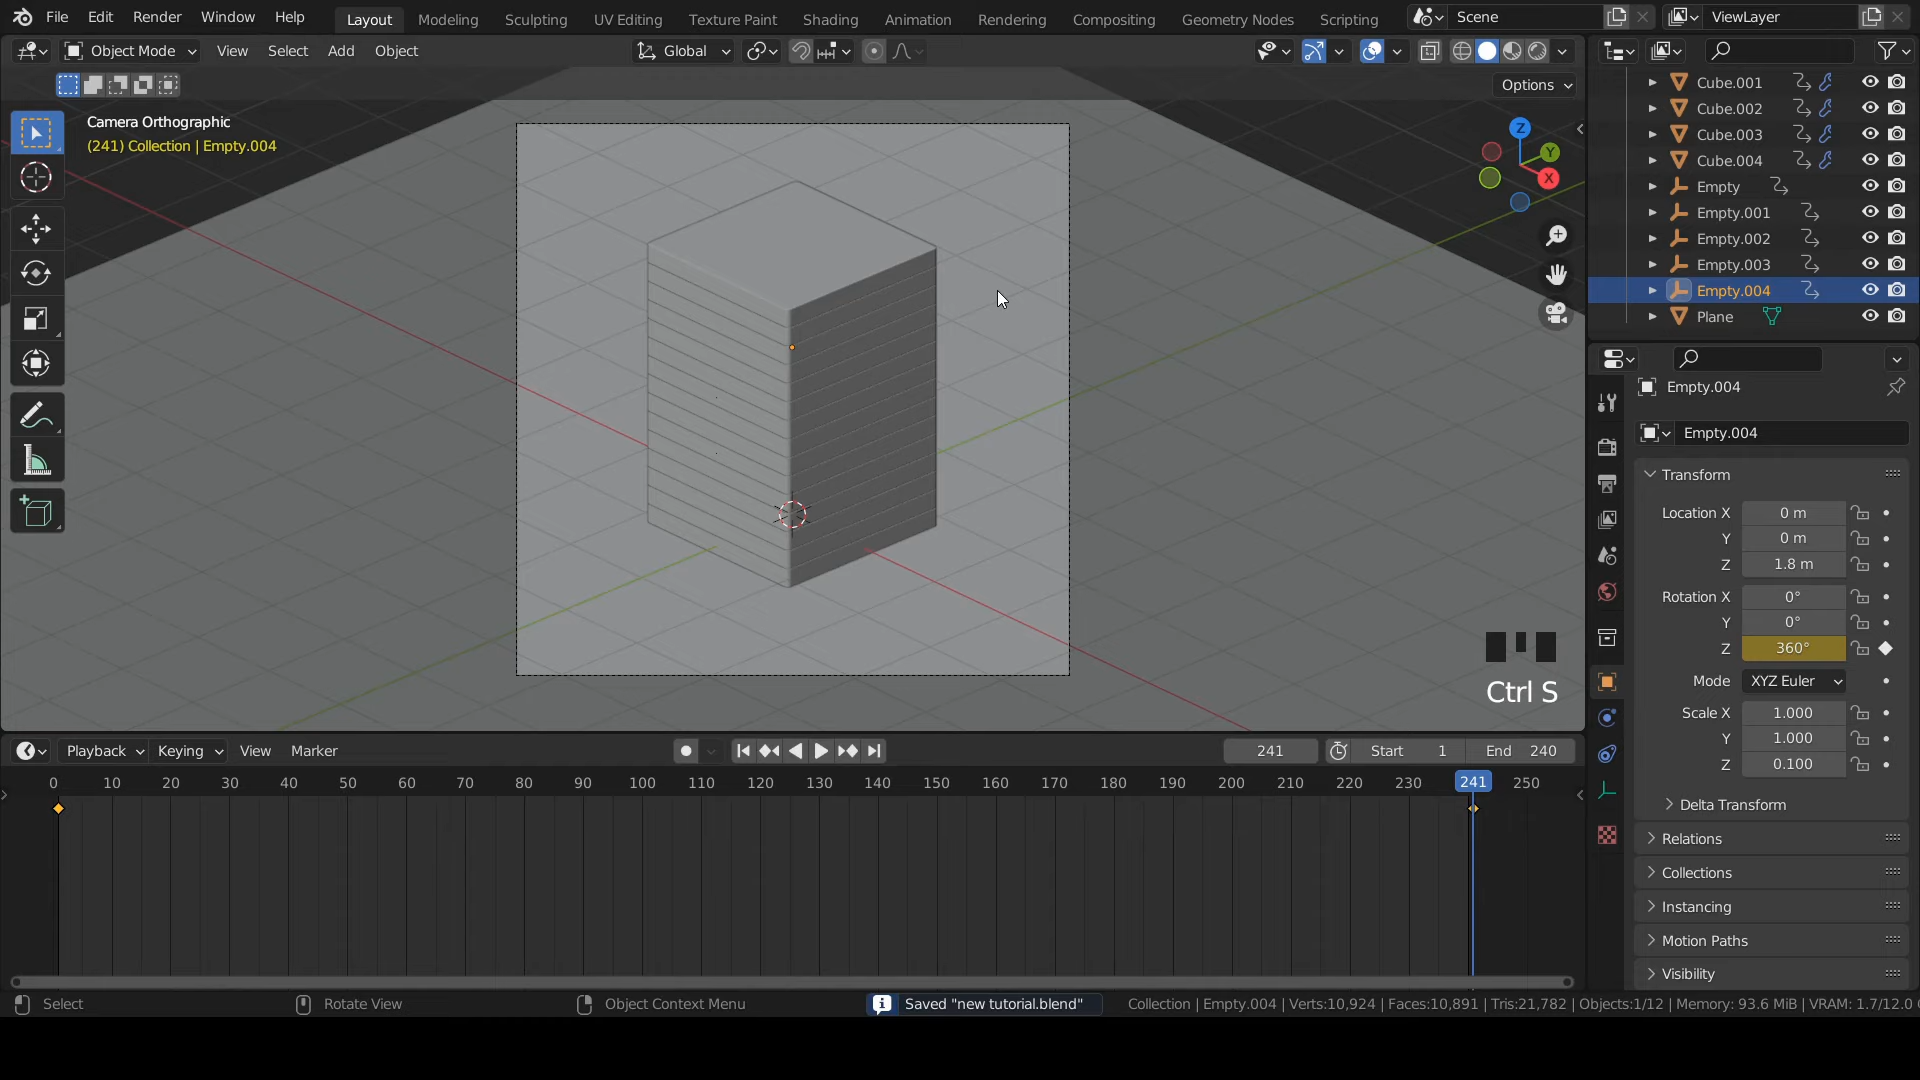 File Edit Render Window Help Layout Modeling Sculpting UV Editing Texture Paint Shading Animation Rendering Compositing Geometry Nodes Scripting Scene ViewLayer
Object Mode View Select Add Object Global
Options
Camera Orthographic
(241) Collection | Empty.004
Z
Y
X
Cube.001
Cube.002
Cube.003
Cube.004
Empty
Empty.001
Empty.002
Empty.003
Empty.004
Plane
Empty.004
Empty.004
Transform
Location X 0 m
Y 0 m
Z 1.8 m
Rotation X 0°
Y 0°
Z 360°
Mode XYZ Euler
Scale X 1.000
Y 1.000
Z 0.100
Delta Transform
Relations
Collections
Instancing
Motion Paths
Visibility
Ctrl S
Playback Keying View Marker 241 Start 1 End 240
0 10 20 30 40 50 60 70 80 90 100 110 120 130 140 150 160 170 180 190 200 210 220 230 241 250
Select Rotate View Object Context Menu Saved "new tutorial.blend" Collection | Empty.004 | Verts:10,924 | Faces:10,891 | Tris:21,782 | Objects:1/12 | Memory: 93.6 MiB | VRAM: 1.7/12.0